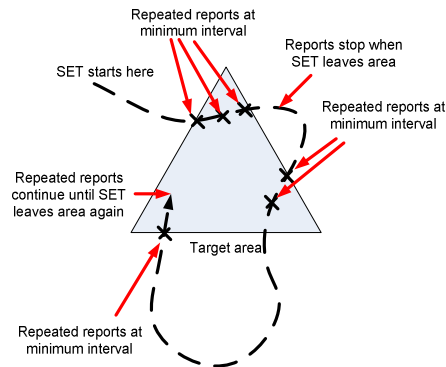 Repeated reports at
minimum interval
SET starts here
Reports stop when
SET leaves area
Repeated reports at
minimum interval
Repeated reports
continue until SET
leaves area again
Target area
Repeated reports at
minimum interval